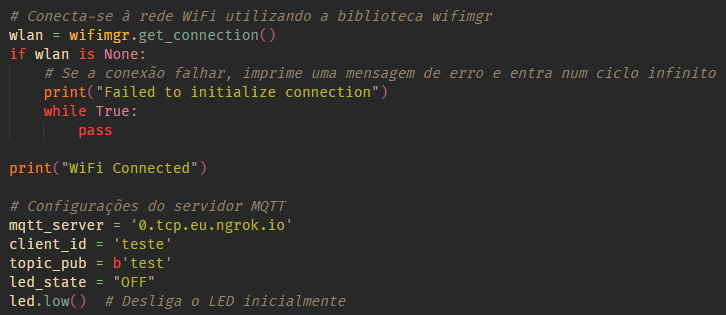 # Conecta-se à rede WiFi utilizando a biblioteca wifimgr
wlan = wifimgr.get_connection()
if wlan is None:
    # Se a conexão falhar, imprime uma mensagem de erro e entra num ciclo infinito
    print("Failed to initialize connection")
    while True:
        pass

print("WiFi Connected")

# Configurações do servidor MQTT
mqtt_server = '0.tcp.eu.ngrok.io'
client_id = 'teste'
topic_pub = b'test'
led_state = "OFF"
led.low()  # Desliga o LED inicialmente